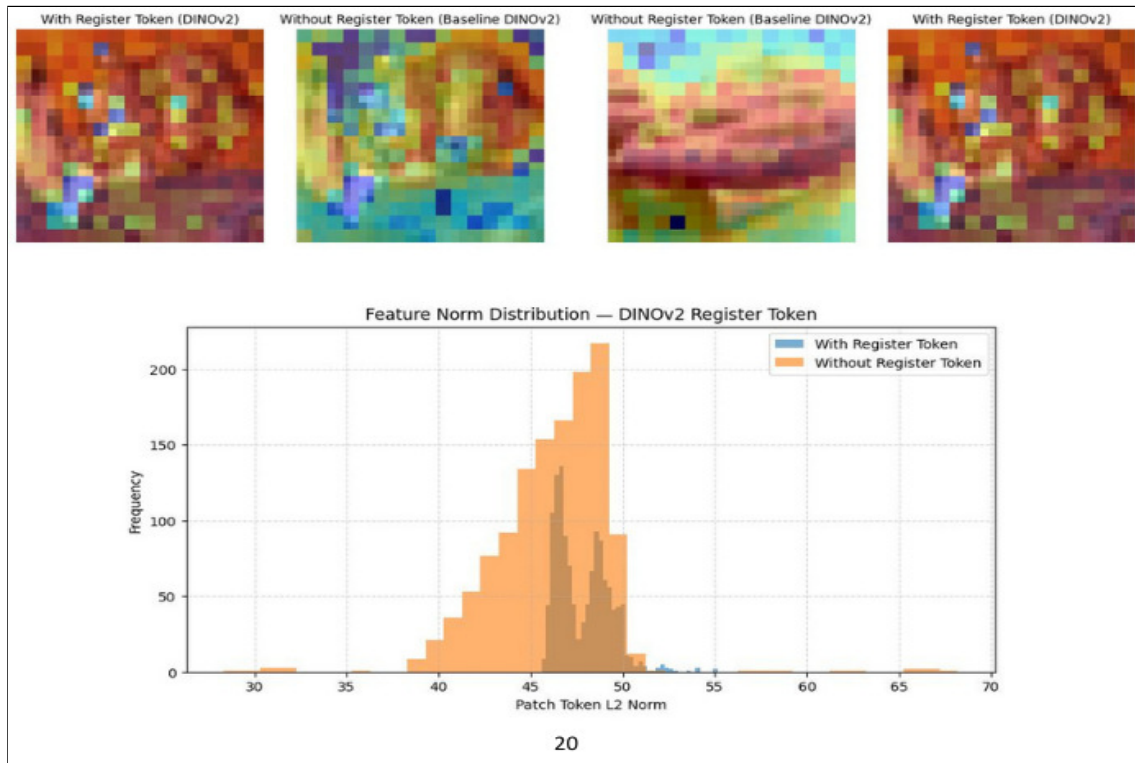 With Register Token (DINOv2) Without Register Token (Baseline DINOv2) Without Register Token (Baseline DINOv2) With Register Token (DINOv2)
Feature Norm Distribution — DINOv2 Register Token
With Register Token
Without Register Token
200
150
100
50
0
Frequency
30 35 40 45 50 55 60 65 70
Patch Token L2 Norm
20